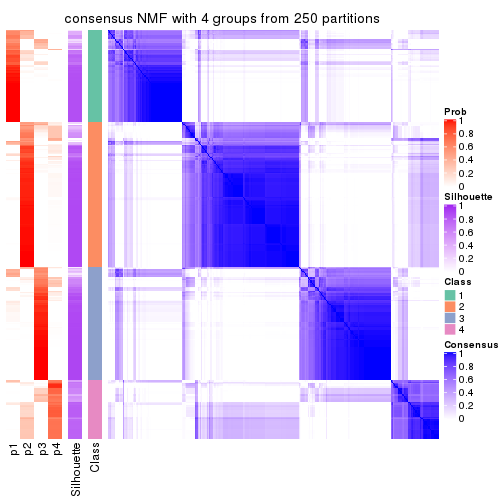 consensus NMF with 4 groups from 250 partitions
Prob
1
0.8
0.6
0.4
0.2
0
Silhouette
1
0.8
0.6
0.4
0.2
0
Class
1
2
3
4
Consensus
1
0.8
0.6
0.4
0.2
0
p1
p2
p3
p4
Silhouette
Class